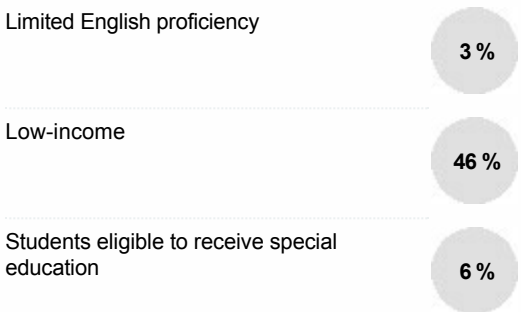 Limited English proficiency
3 %
Low-income
46 %
Students eligible to receive special
education
6 %